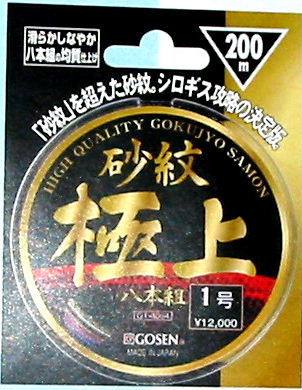 滑らかしなやか
八本組の均質仕上げ
200
m
「砂紋」を超えた砂紋。シロギス攻略の決定版
HIGH QUALITY GOKUJYO SAMON
砂紋
極上
八本組
1号
¥12,000
GOSEN
MADE IN JAPAN